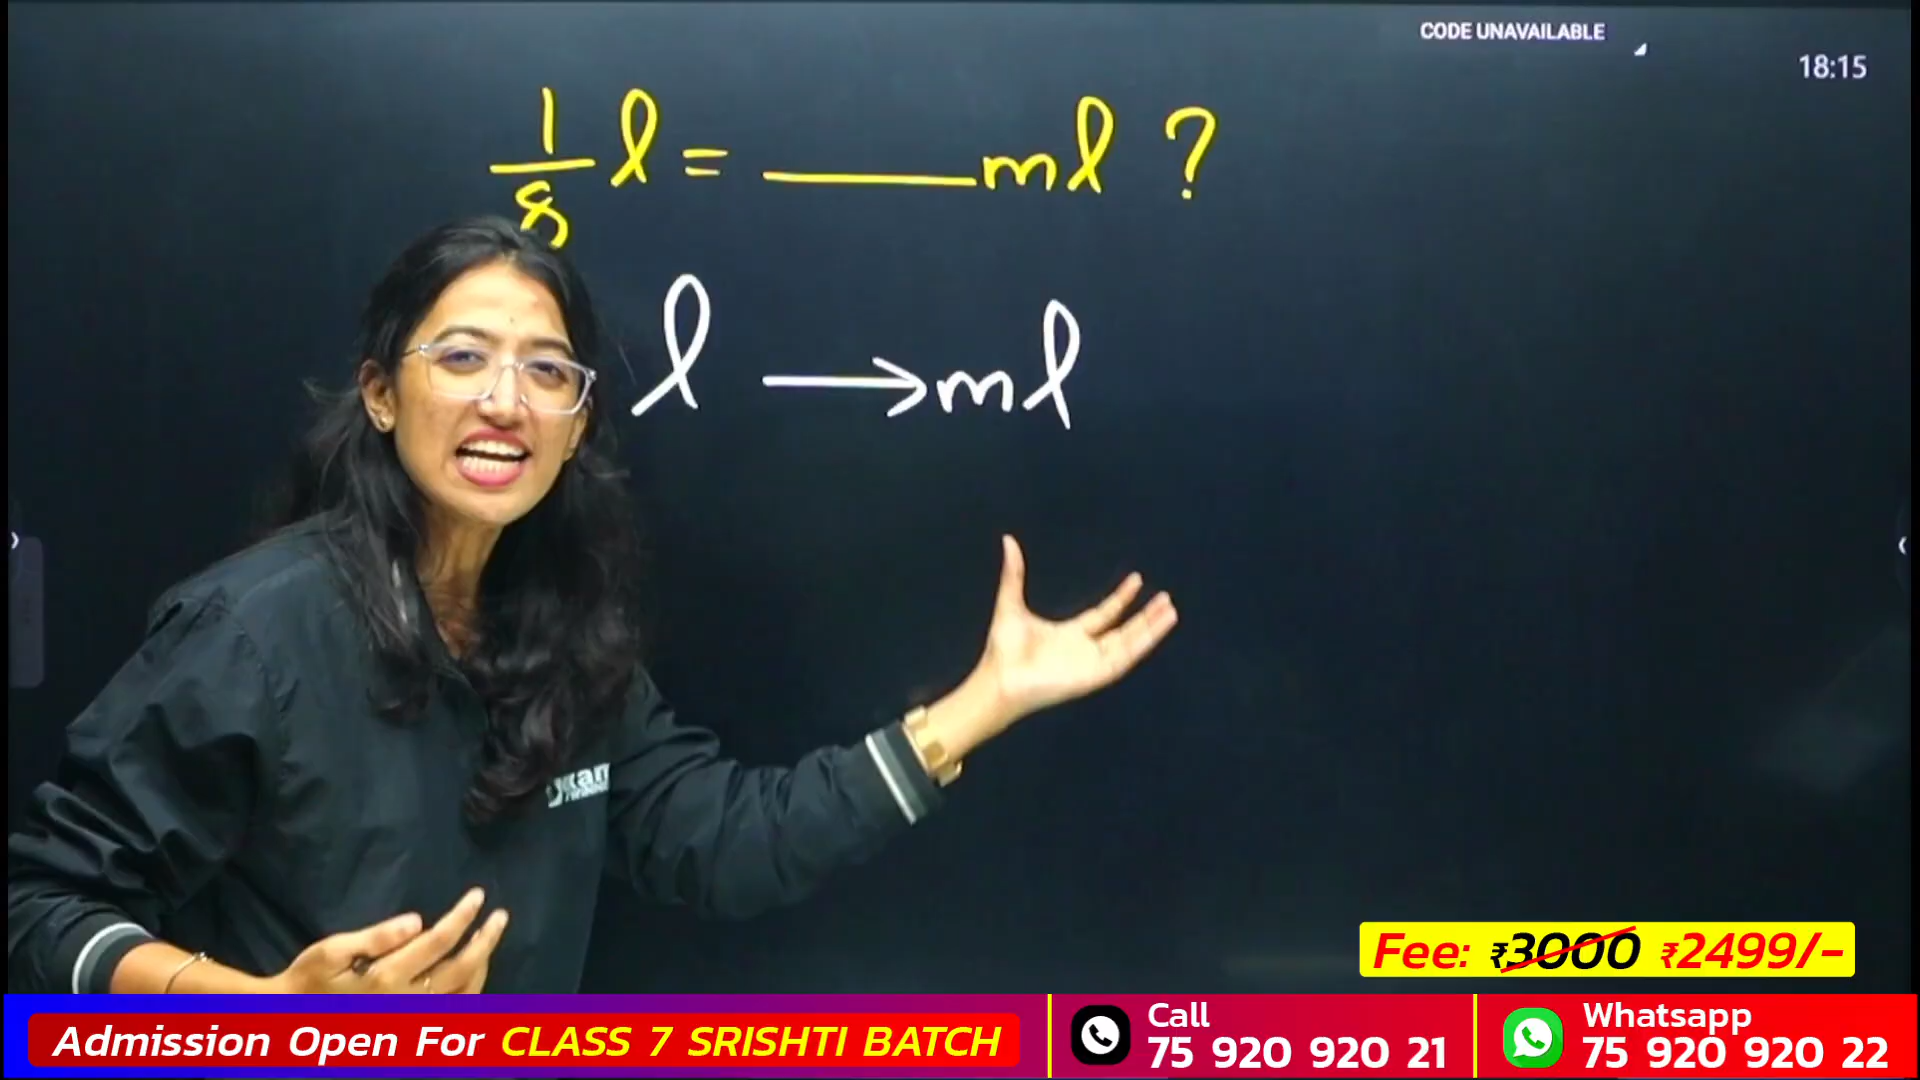 CODE UNAVAILABLE
18:15
1/8 l = ___ ml ?
l → ml
Fee: ₹3000 ₹2499/-
Admission Open For CLASS 7 SRISHTI BATCH
Call
75 920 920 21
Whatsapp
75 920 920 22